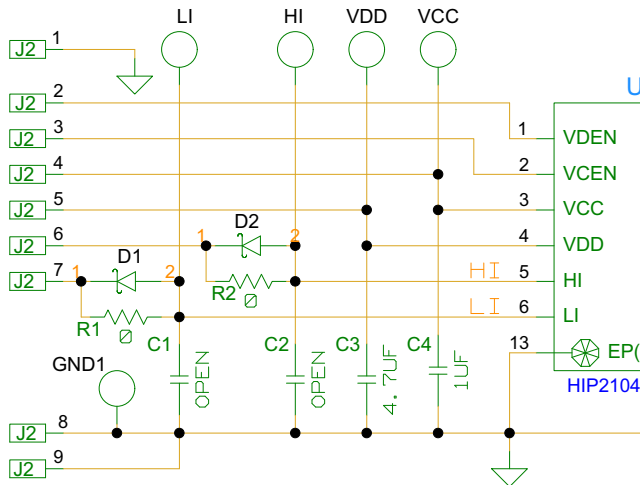 LI HI VDD VCC
J2 1
U
J2 2
J2 3 1 VDEN
J2 4 2 VCEN
J2 5 3 VCC
J2 6 1 D2 2 4 VDD
J2 7 1 D1 2 R2 0 HI 5 HI
R1 0 LI 6 LI
C1 OPEN C2 OPEN C3 4.7UF C4 1UF 13 EP(
GND1 HIP2104
J2 8
J2 9